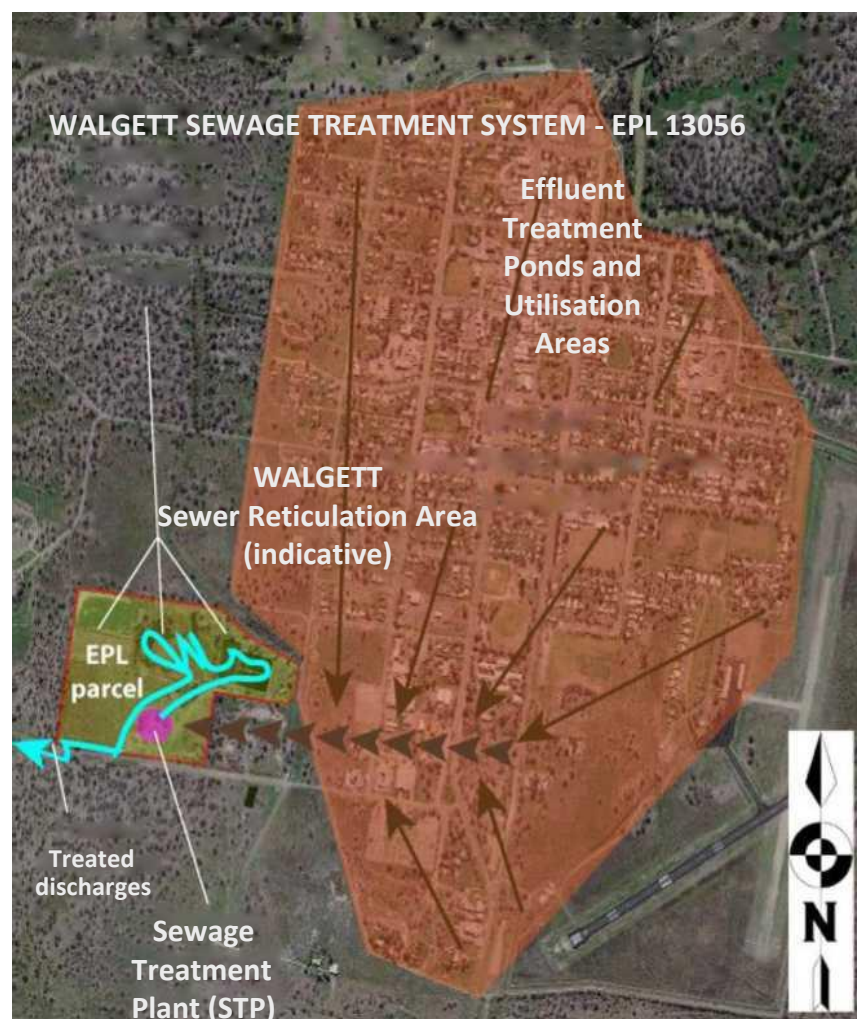 WALGETT SEWAGE TREATMENT SYSTEM - EPL 13056
Effluent
Treatment
Ponds and
Utilisation
Areas
WALGETT
Sewer Reticulation Area
(indicative)
EPL
parcel
Treated
discharges
Sewage
Treatment
Plant (STP)
N